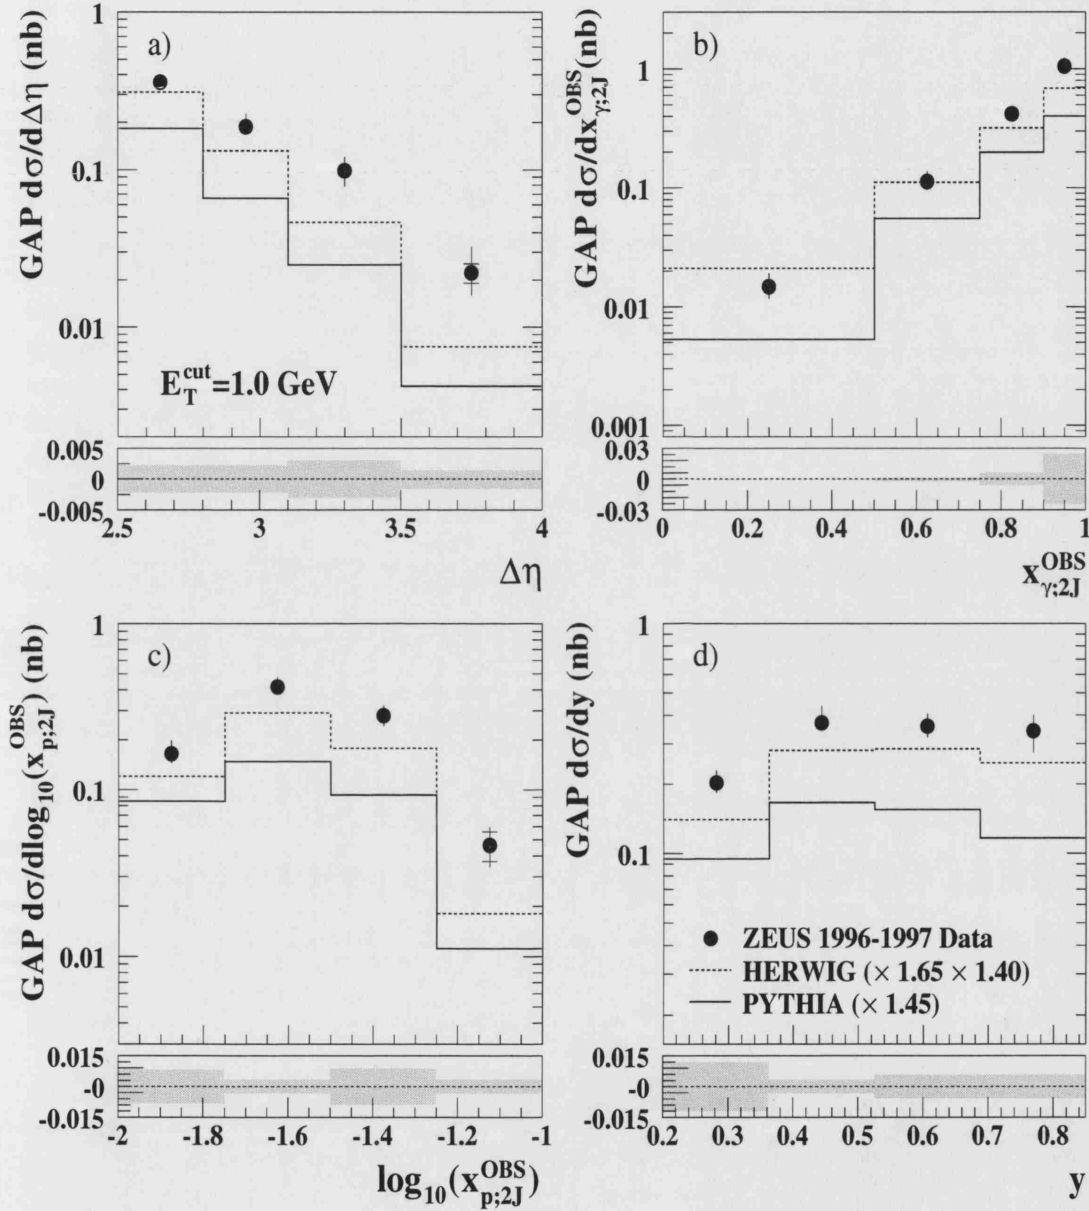 GAP dσ/dΔη (nb)
1
0.1
0.01
a)
E_T^cut=1.0 GeV
0.005
0
-0.005
2.5 3 3.5 4
Δη
GAP dσ/dx_γ;2J^OBS (nb)
1
0.1
0.01
0.001
b)
0.03
0
-0.03
0 0.2 0.4 0.6 0.8 1
x_γ;2J^OBS
GAP dσ/dlog10(x_p;2J^OBS) (nb)
1
0.1
0.01
c)
0.015
-0
-0.015
-2 -1.8 -1.6 -1.4 -1.2 -1
log10(x_p;2J^OBS)
GAP dσ/dy (nb)
1
0.1
d)
ZEUS 1996-1997 Data
HERWIG (× 1.65 × 1.40)
PYTHIA (× 1.45)
0.015
-0
-0.015
0.2 0.3 0.4 0.5 0.6 0.7 0.8
y